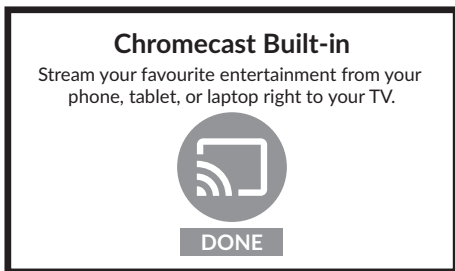 Chromecast Built-in
Stream your favourite entertainment from your
phone, tablet, or laptop right to your TV.
DONE